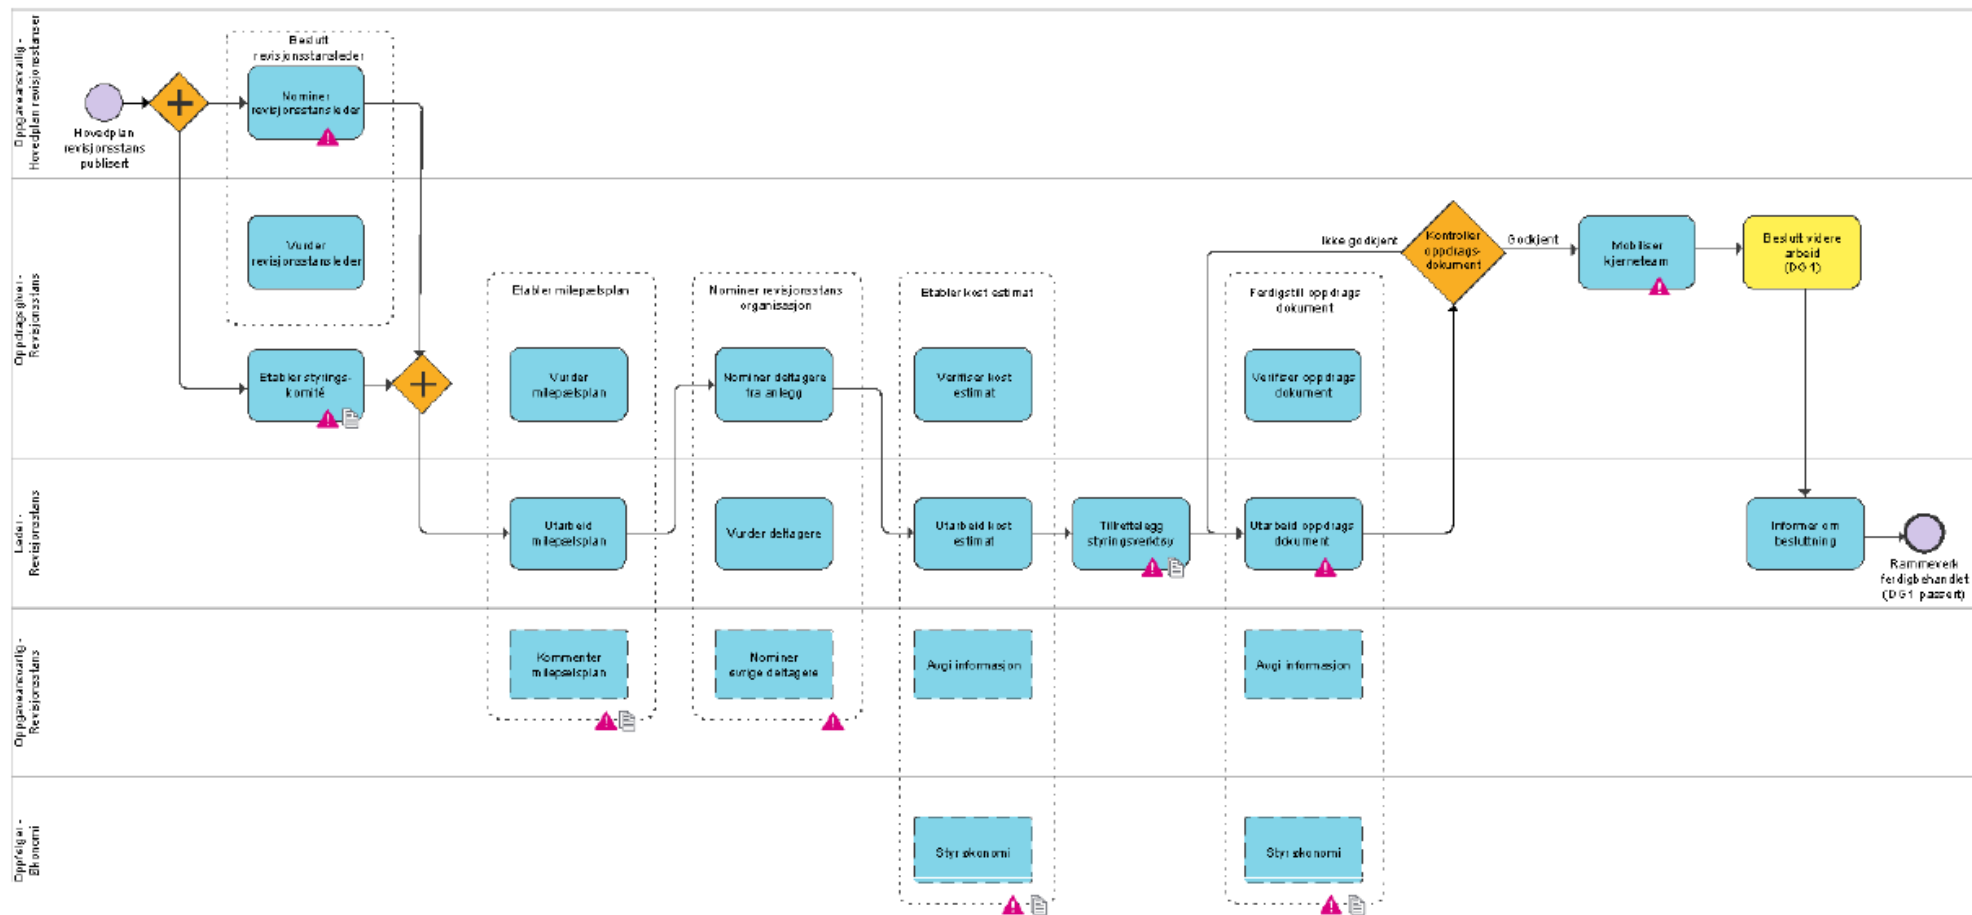 Oppgaveansvarlig -
Hovedplan revisjonsstanser
Hovedplan
revisjonsstans
publisert
Beslutt
revisjonsstansleder
Nominer
revisjonsstansleder
Oppdragsgiver -
Revisjonsstans
Vurder
revisjonsstansleder
Etabler styrings-
komité
Etabler milepælsplan
Vurder
milepælsplan
Nominer revisjonsstans
organisasjon
Nominer deltagere
fra anlegg
Etabler kost estimat
Verifiser kost
estimat
Ferdigstill oppdrags
dokument
Verifiser oppdrags
dokument
Ikke godkjent
Kontroller
oppdrags-
dokument
Godkjent
Mobiliser
kjerneteam
Beslutt videre
arbeid
(DG1)
Leder -
Revisjonsstans
Utarbeid
milepælsplan
Vurder deltagere
Utarbeid kost
estimat
Tilrettelegg
styringsverktøy
Utarbeid oppdrags
dokument
Informer om
beslutning
Rammeverk
ferdigbehandlet
(DG1 passert)
Oppgaveansvarlig -
Revisjonsstans
Kommenter
milepælsplan
Nominer
øvrige deltagere
Avgi informasjon
Avgi informasjon
Oppfølger -
Økonomi
Styr økonomi
Styr økonomi